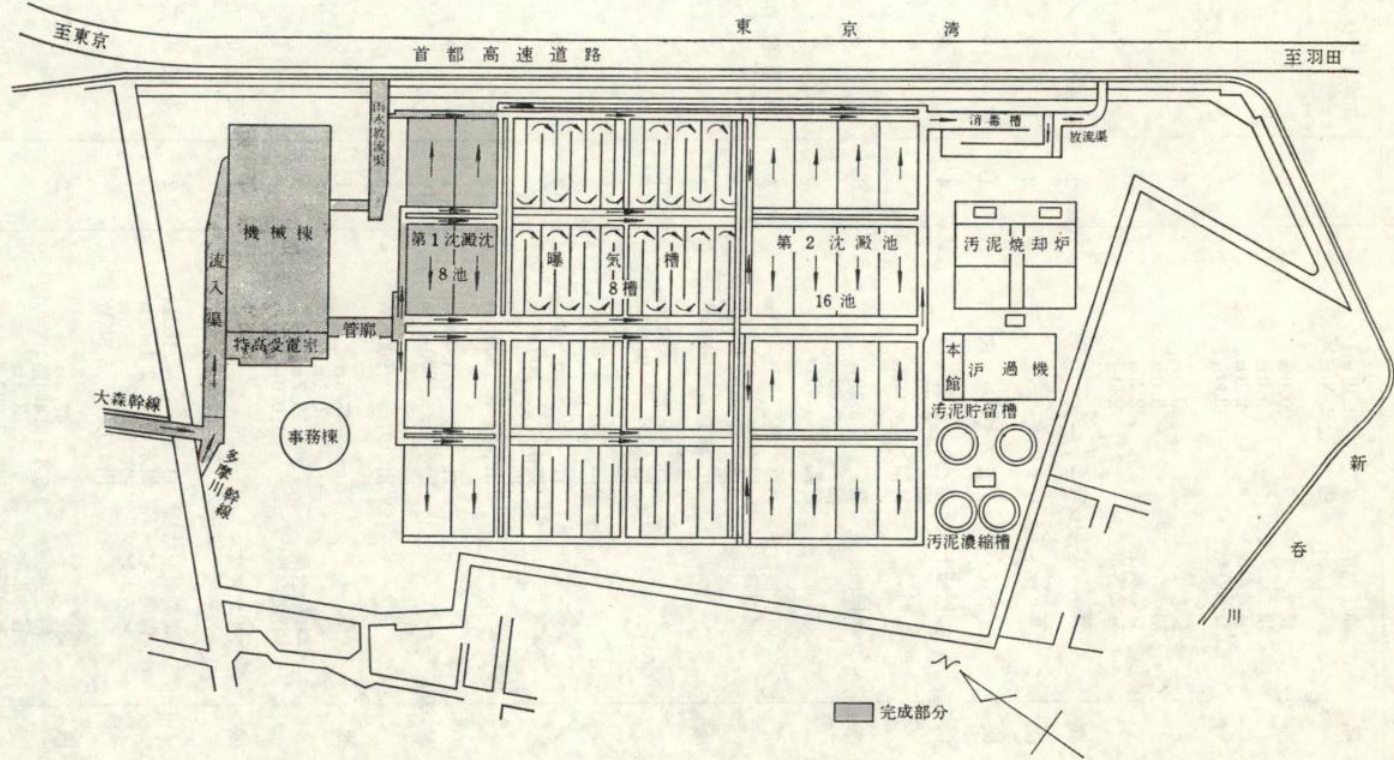 東京湾
至東京
首都高速道路
至羽田
雨水放流渠
消毒槽
放流渠
機械棟
流入渠
第1沈澱沈
8池
曝気槽
8槽
第2沈澱池
16池
汚泥焼却炉
特高受電室
管廊
本館
沪過機
大森幹線
多摩川幹線
事務棟
汚泥貯留槽
汚泥濃縮槽
新呑川
N
完成部分